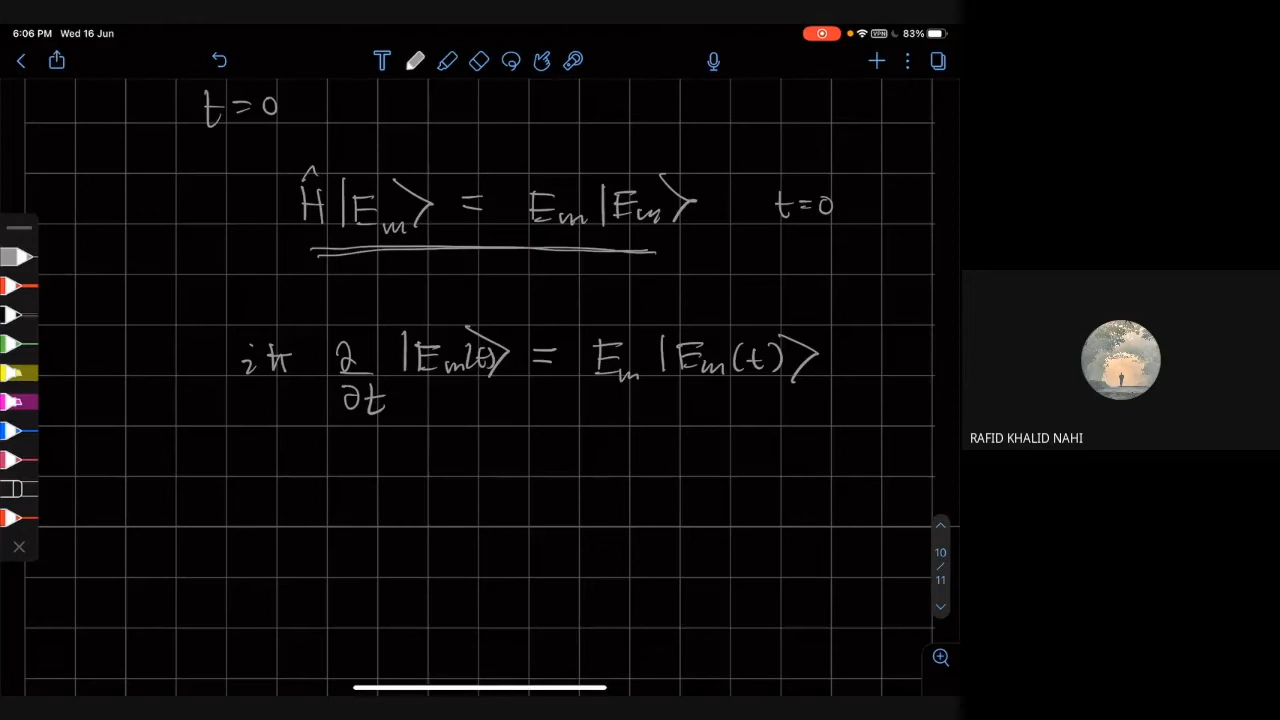 6:06 PM Wed 16 Jun
VPN 83%
t = 0
Ĥ|E_m⟩ = E_m|E_m⟩ t=0
iħ ∂/∂t |E_m(t)⟩ = E_m |E_m(t)⟩
RAFID KHALID NAHI
10
/
11